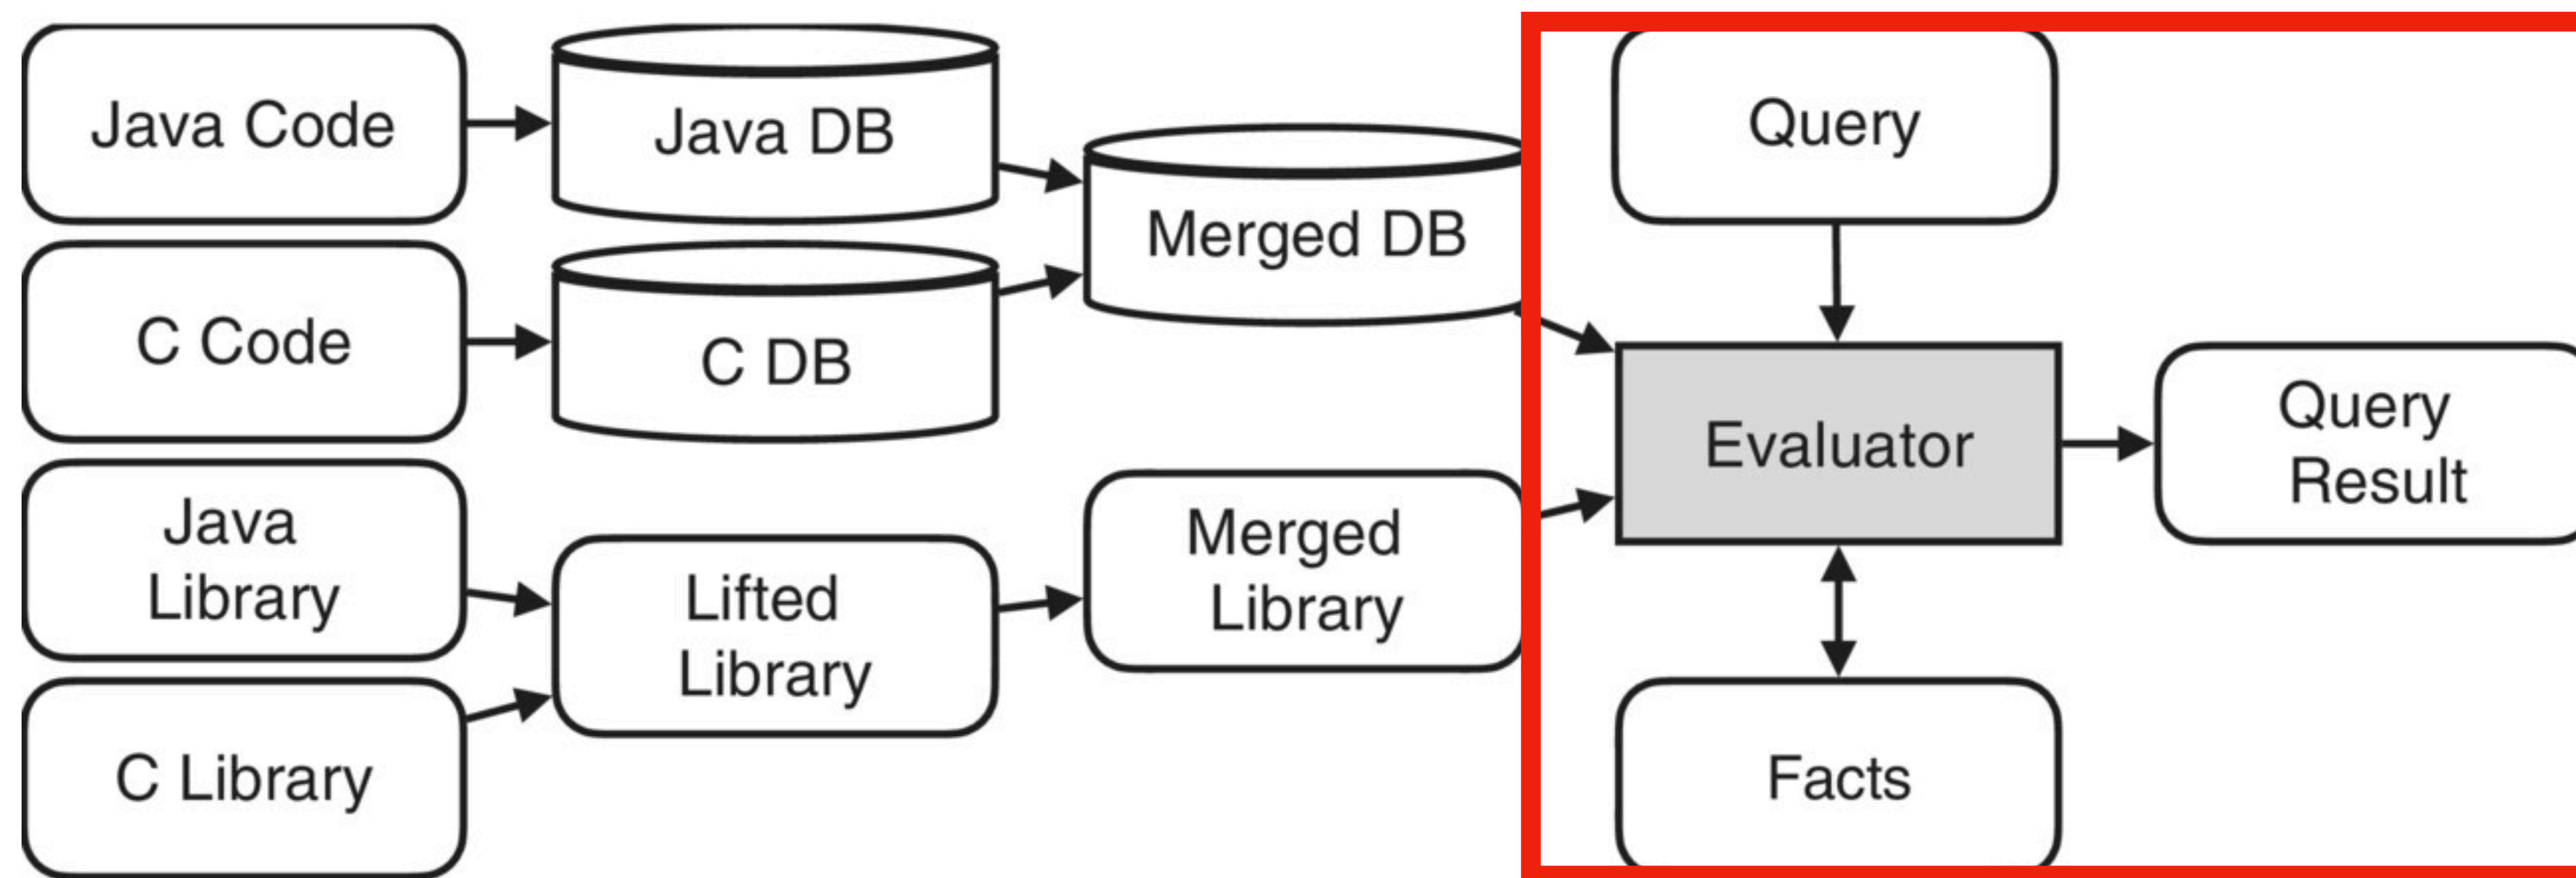 Java Code
Java DB
Query
Merged DB
C Code
C DB
Evaluator
Query
Result
Java
Library
Lifted
Library
Merged
Library
C Library
Facts